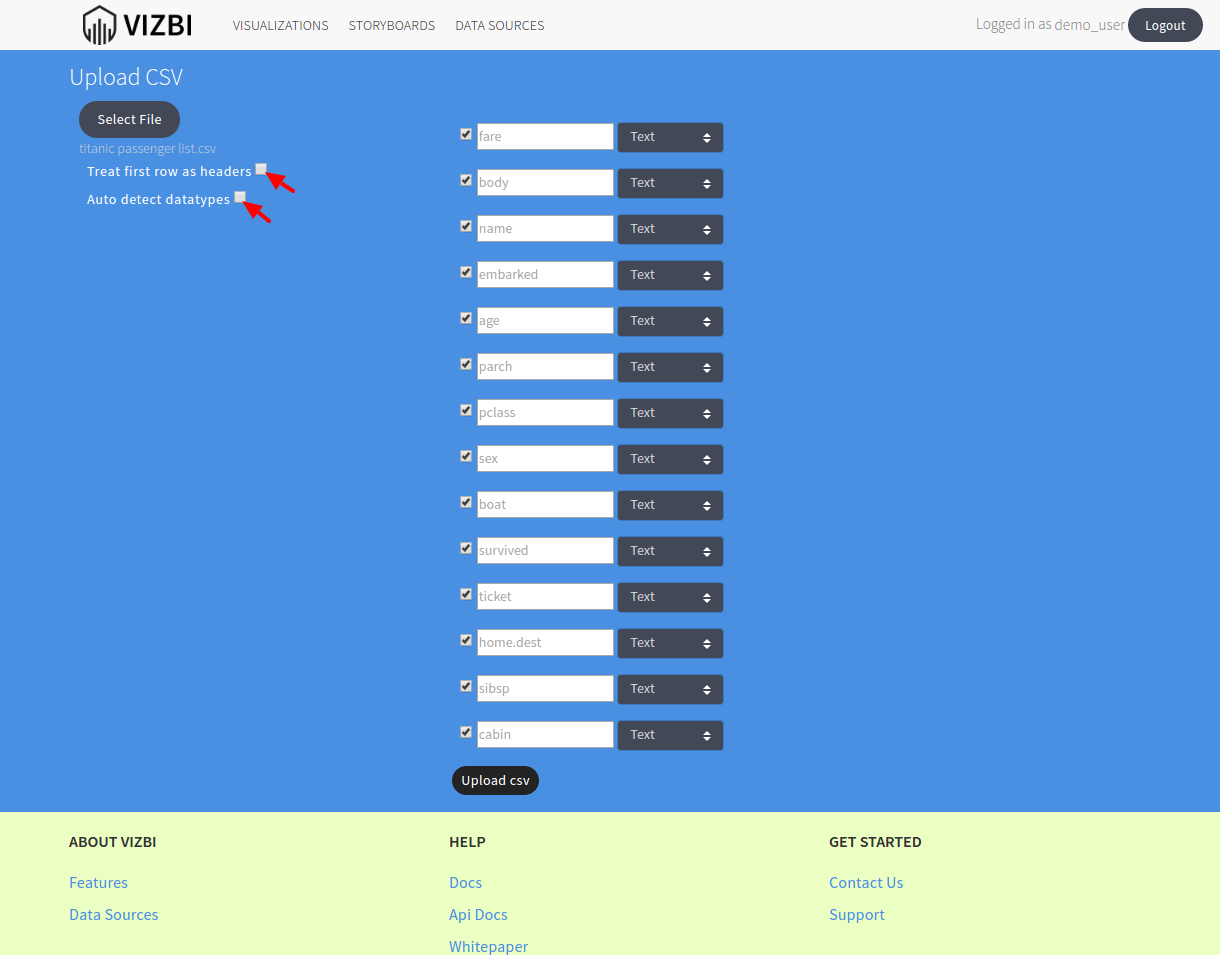 VIZBI VISUALIZATIONS STORYBOARDS DATA SOURCES Logged in as demo_user Logout
Upload CSV
Select File
titanic passenger list.csv
Treat first row as headers
Auto detect datatypes
fare Text
body Text
name Text
embarked Text
age Text
parch Text
pclass Text
sex Text
boat Text
survived Text
ticket Text
home.dest Text
sibsp Text
cabin Text
Upload csv
ABOUT VIZBI
Features
Data Sources
HELP
Docs
Api Docs
Whitepaper
GET STARTED
Contact Us
Support